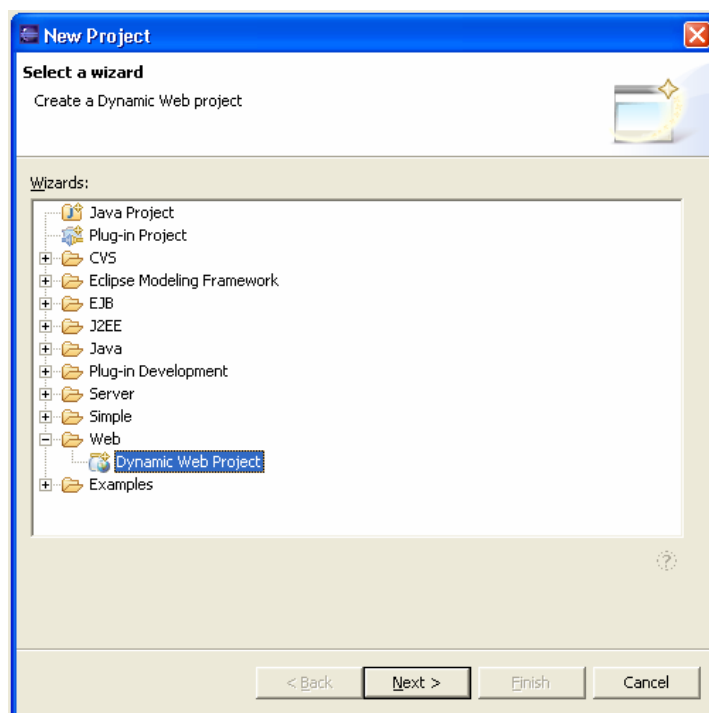 New Project
Select a wizard
Create a Dynamic Web project
Wizards:
Java Project
Plug-in Project
CVS
Eclipse Modeling Framework
EJB
J2EE
Java
Plug-in Development
Server
Simple
Web
Dynamic Web Project
Examples
?
< Back Next > Finish Cancel